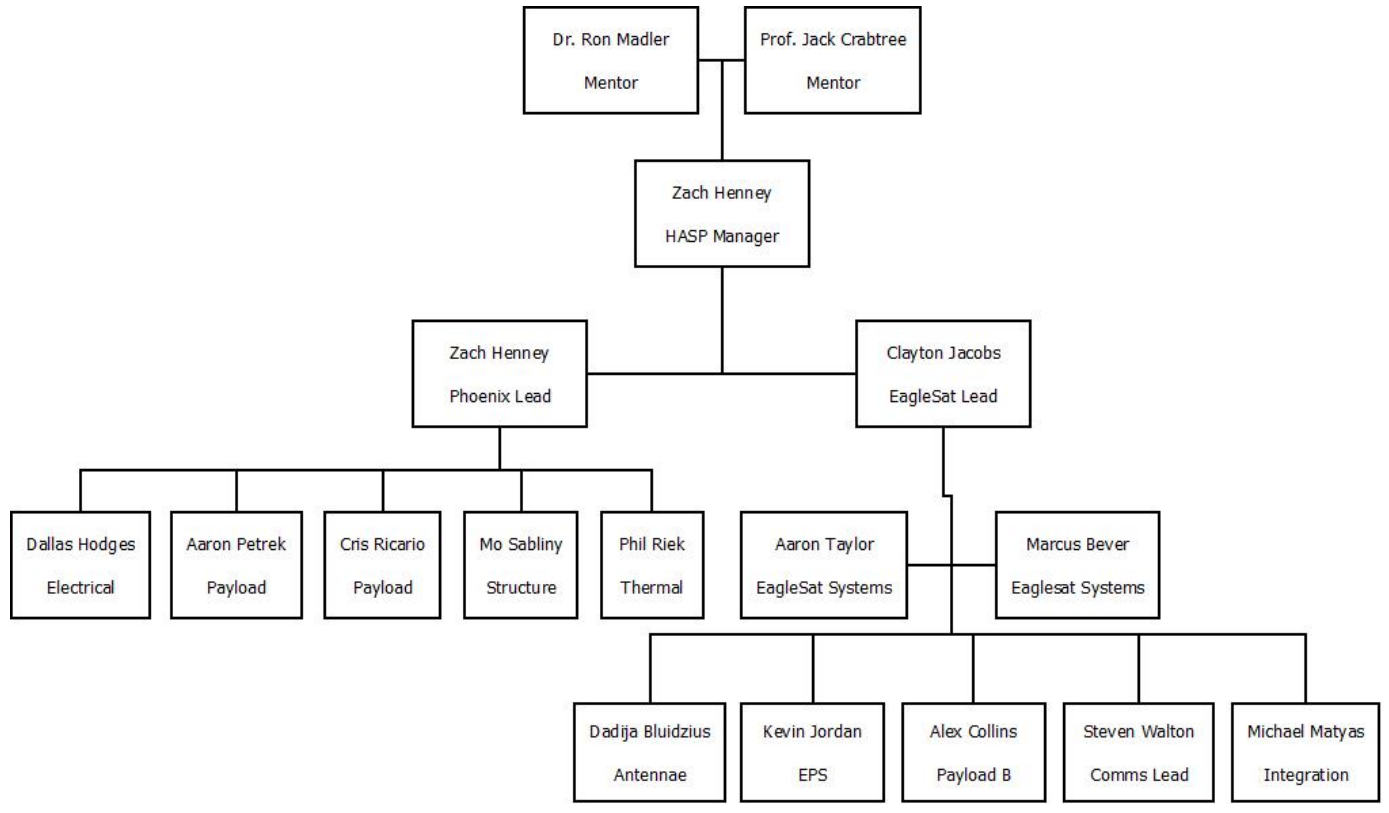 Dr. Ron Madler
Mentor
Prof. Jack Crabtree
Mentor
Zach Henney
HASP Manager
Zach Henney
Phoenix Lead
Clayton Jacobs
EagleSat Lead
Dallas Hodges
Electrical
Aaron Petrek
Payload
Cris Ricario
Payload
Mo Sabliny
Structure
Phil Riek
Thermal
Aaron Taylor
EagleSat Systems
Marcus Bever
Eaglesat Systems
Dadija Bluidzius
Antennae
Kevin Jordan
EPS
Alex Collins
Payload B
Steven Walton
Comms Lead
Michael Matyas
Integration